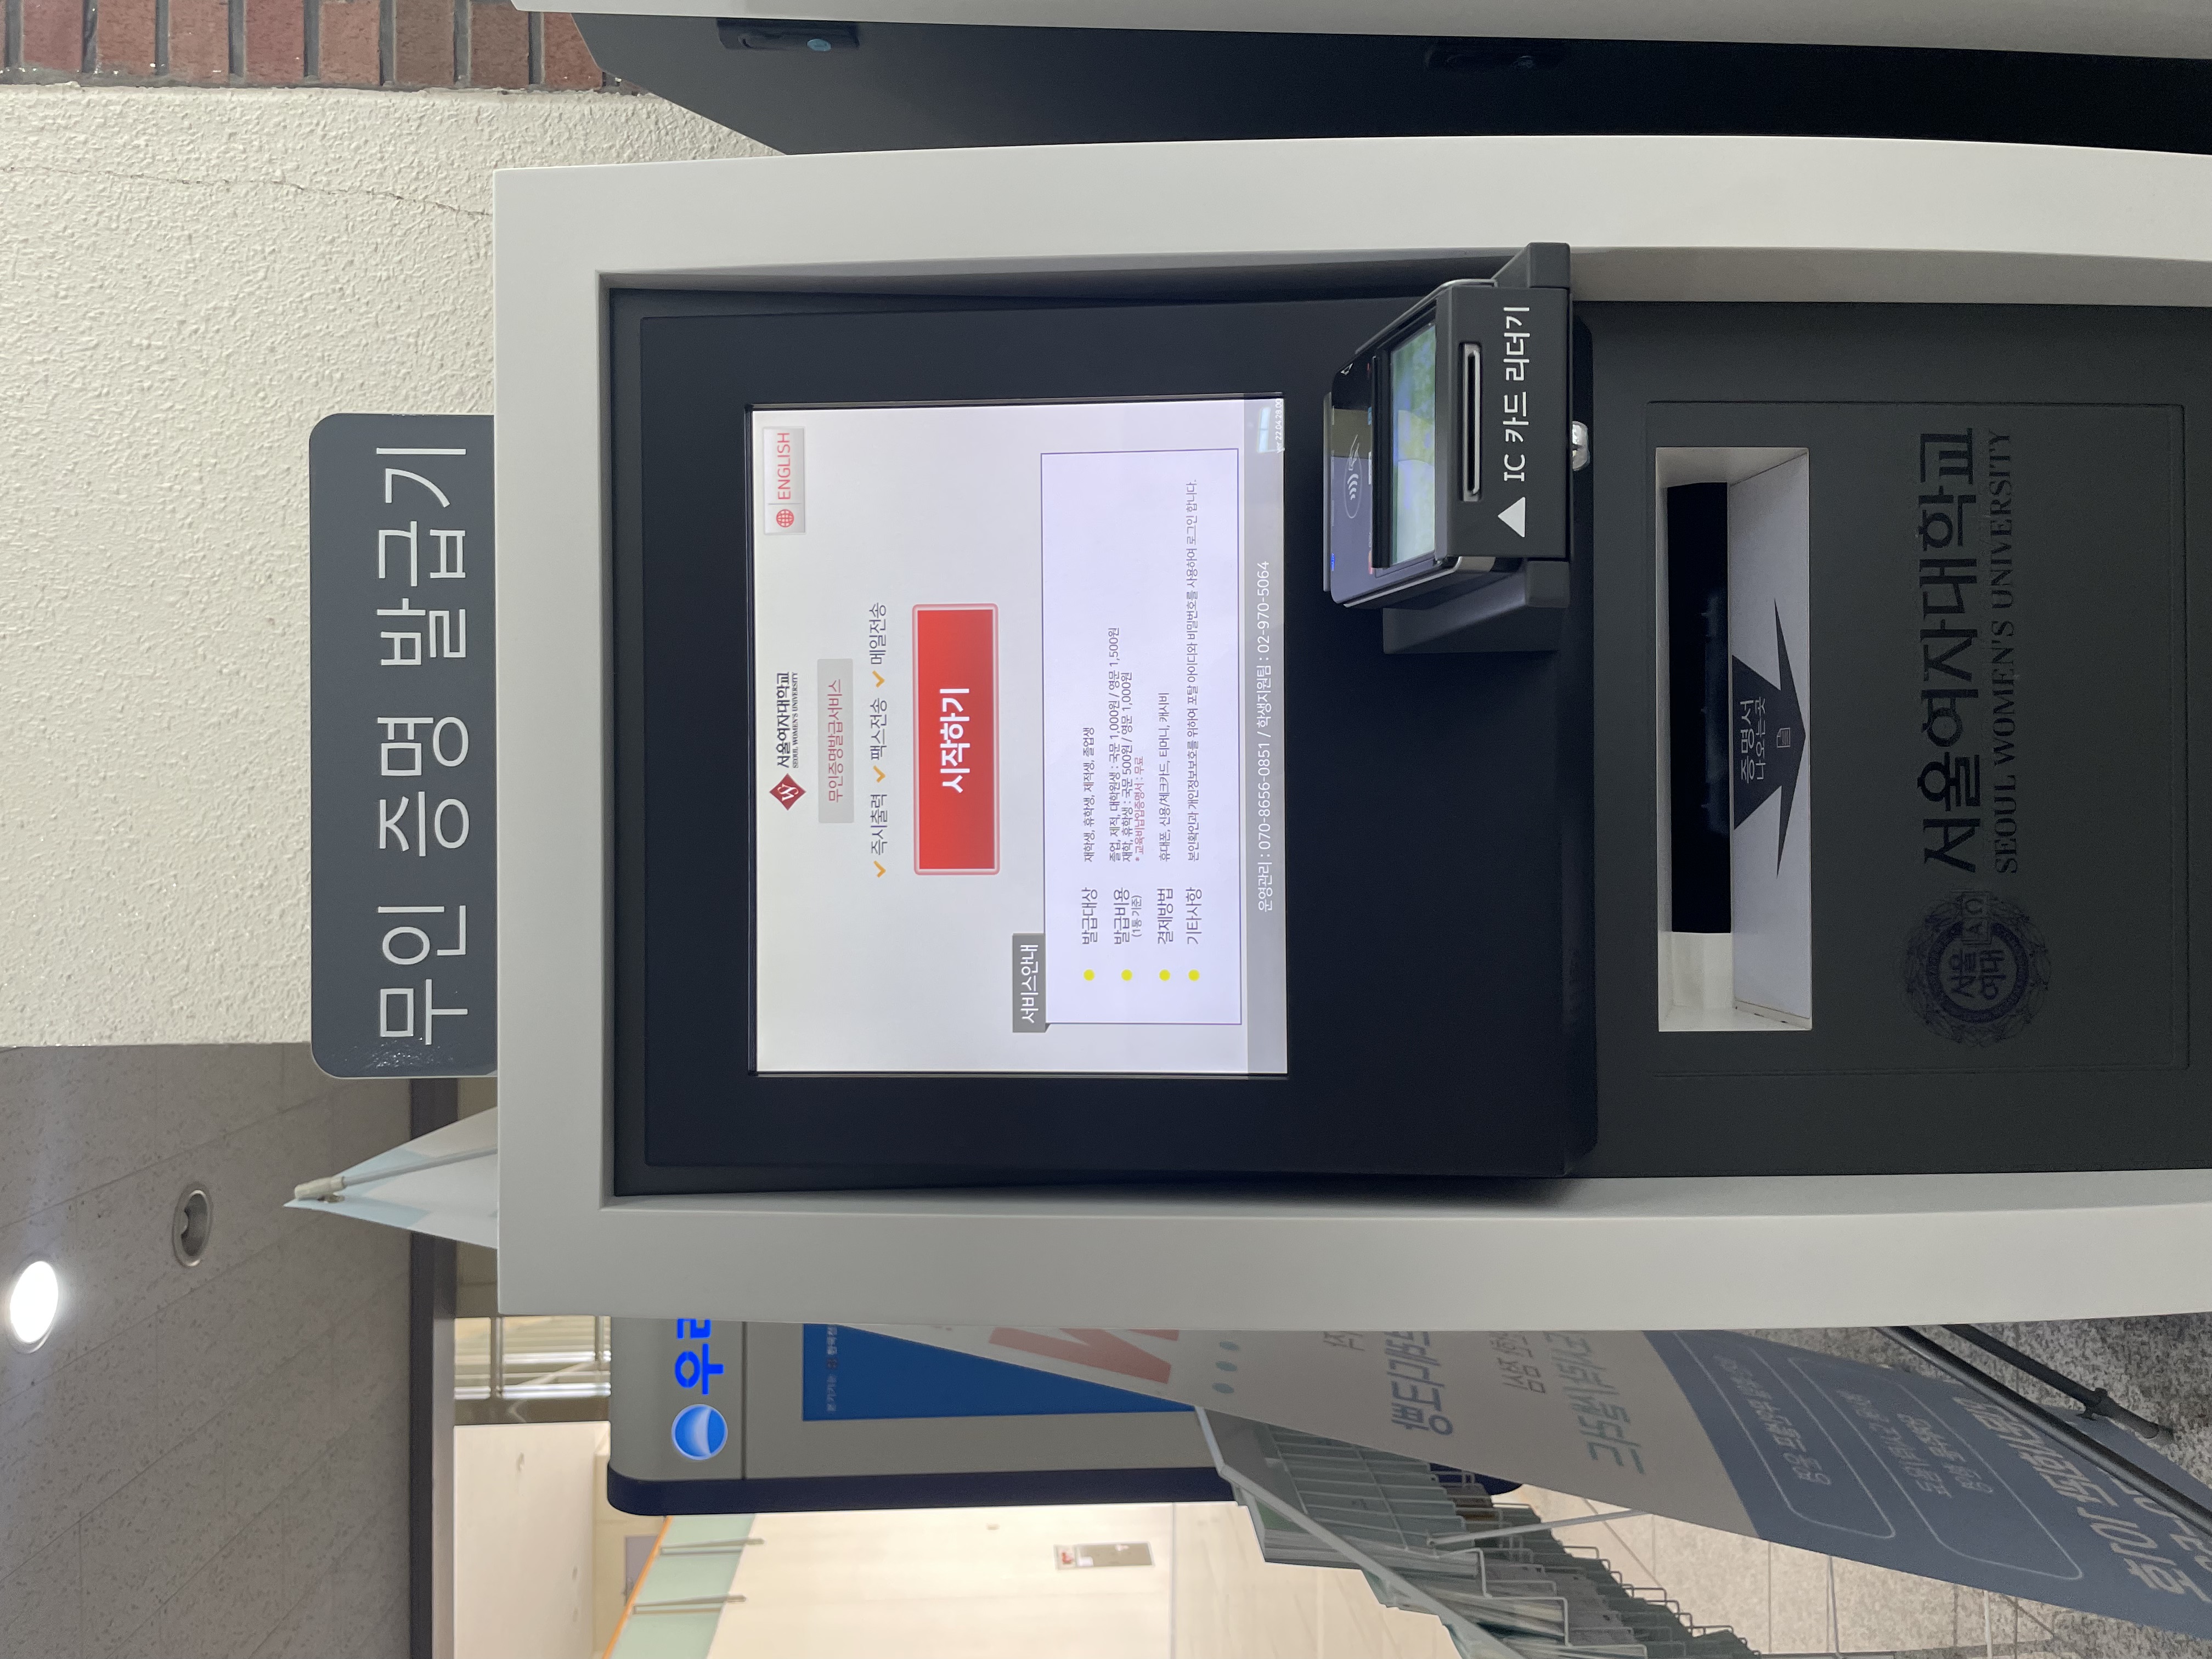 무인 증명 발급기
우리
서울여자대학교
SEOUL WOMEN'S UNIVERSITY
ENGLISH
무인증명발급서비스
즉시출력 팩스전송 메일전송
시작하기
서비스안내
발급대상 재학생, 휴학생, 제적생, 졸업생
발급비용 졸업, 제적, 대학원생 : 국문 1,000원 / 영문 1,500원
(1통 기준) 재학, 휴학생 : 국문 500원 / 영문 1,000원
* 교육비납입증명서 : 무료
결제방법 휴대폰, 신용/체크카드, 티머니, 캐시비
기타사항 본인확인과 개인정보보호를 위하여 포탈 아이디와 비밀번호를 사용하여 로그인 합니다.
운영관리 : 070-8656-0851 / 학생지원팀 : 02-970-5064
ver 22.04.28.00
IC 카드 리더기
증명서
나오는곳
서울
여대
ΑΩ
서울여자대학교
SEOUL WOMEN'S UNIVERSITY